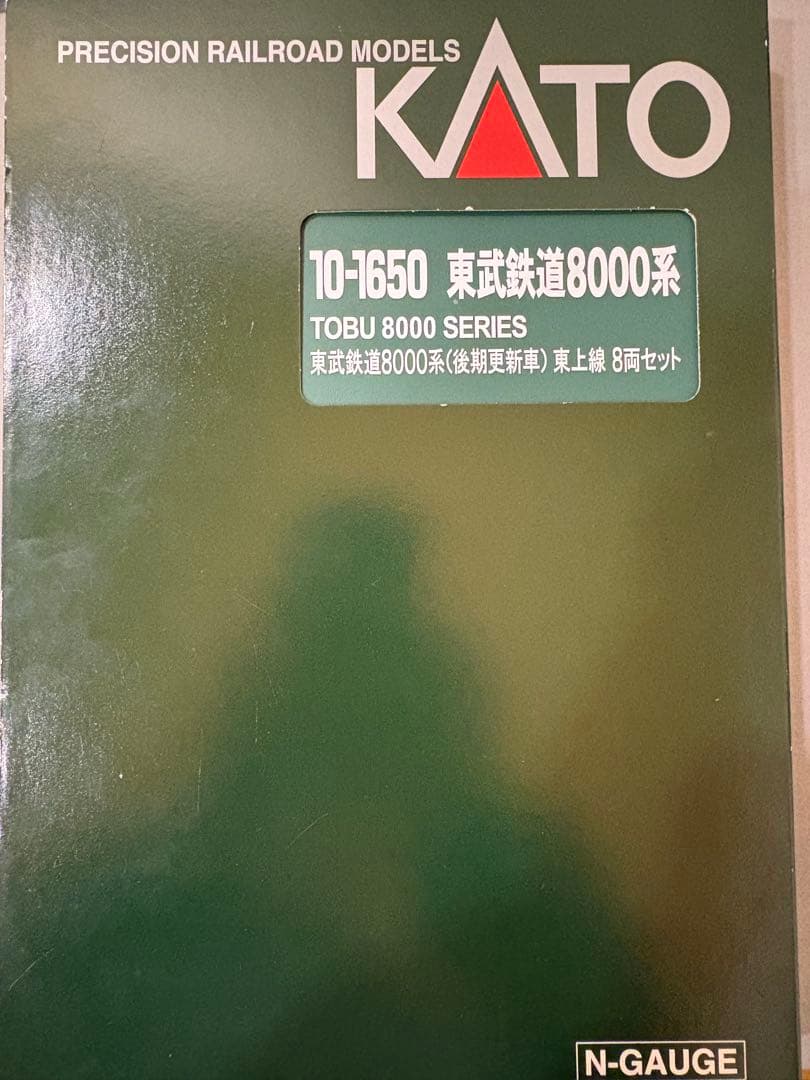 PRECISION RAILROAD MODELS
KATO
10-1650 東武鉄道8000系
TOBU 8000 SERIES
東武鉄道8000系(後期更新車) 東上線 8両セット
N-GAUGE